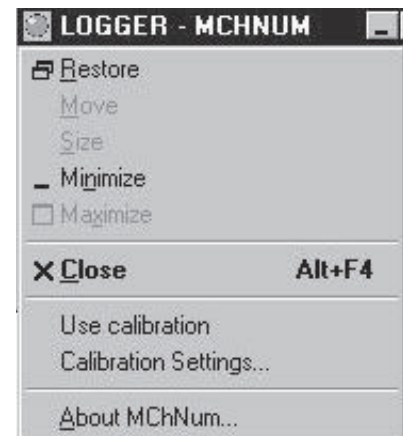 LOGGER - MCHNUM
Restore
Move
Size
Minimize
Maximize
Close Alt+F4
Use calibration
Calibration Settings...
About MChNum...